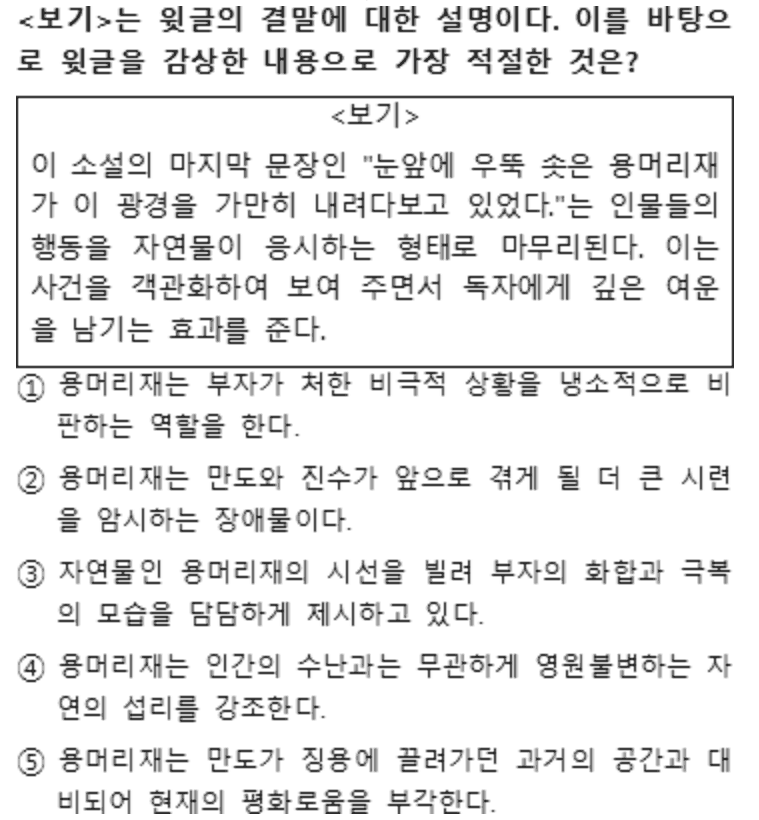 <보기>는 윗글의 결말에 대한 설명이다. 이를 바탕으
로 윗글을 감상한 내용으로 가장 적절한 것은?
<보기>
이 소설의 마지막 문장인 "눈앞에 우뚝 솟은 용머리재
가 이 광경을 가만히 내려다보고 있었다."는 인물들의
행동을 자연물이 응시하는 형태로 마무리된다. 이는
사건을 객관화하여 보여 주면서 독자에게 깊은 여운
을 남기는 효과를 준다.
① 용머리재는 부자가 처한 비극적 상황을 냉소적으로 비
판하는 역할을 한다.
② 용머리재는 만도와 진수가 앞으로 겪게 될 더 큰 시련
을 암시하는 장애물이다.
③ 자연물인 용머리재의 시선을 빌려 부자의 화합과 극복
의 모습을 담담하게 제시하고 있다.
④ 용머리재는 인간의 수난과는 무관하게 영원불변하는 자
연의 섭리를 강조한다.
⑤ 용머리재는 만도가 징용에 끌려가던 과거의 공간과 대
비되어 현재의 평화로움을 부각한다.